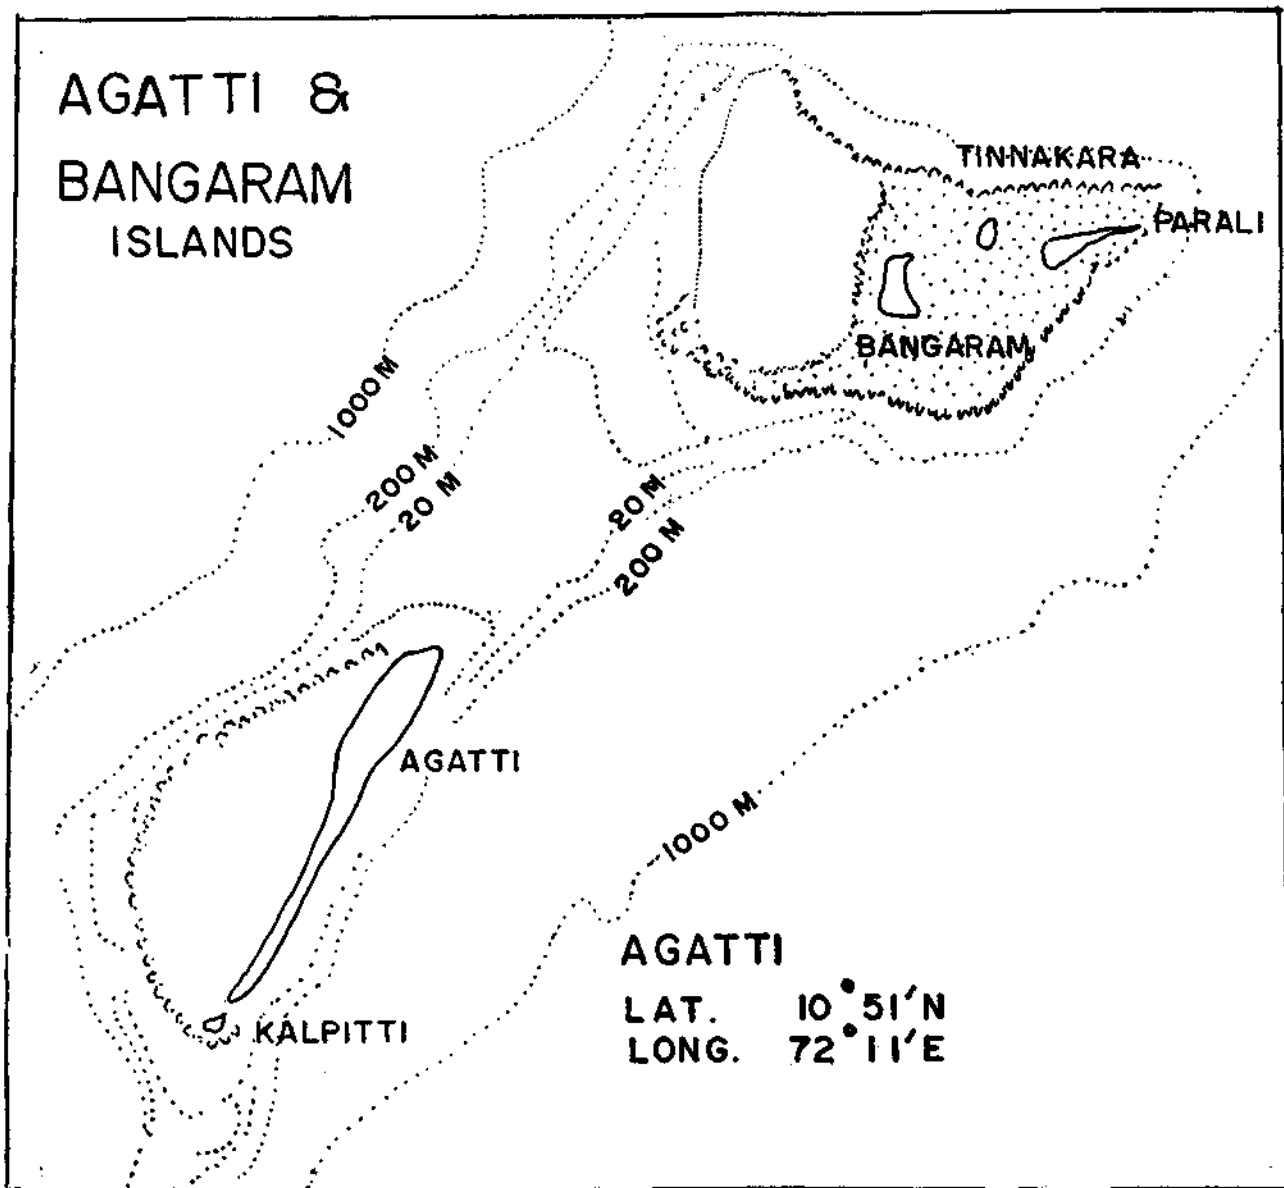 AGATTI &
BANGARAM
ISLANDS
TINNAKARA
PARALI
BANGARAM
1000 M
200 M
20 M
20 M
200 M
AGATTI
1000 M
KALPITTI
AGATTI
LAT. 10°51'N
LONG. 72°11'E